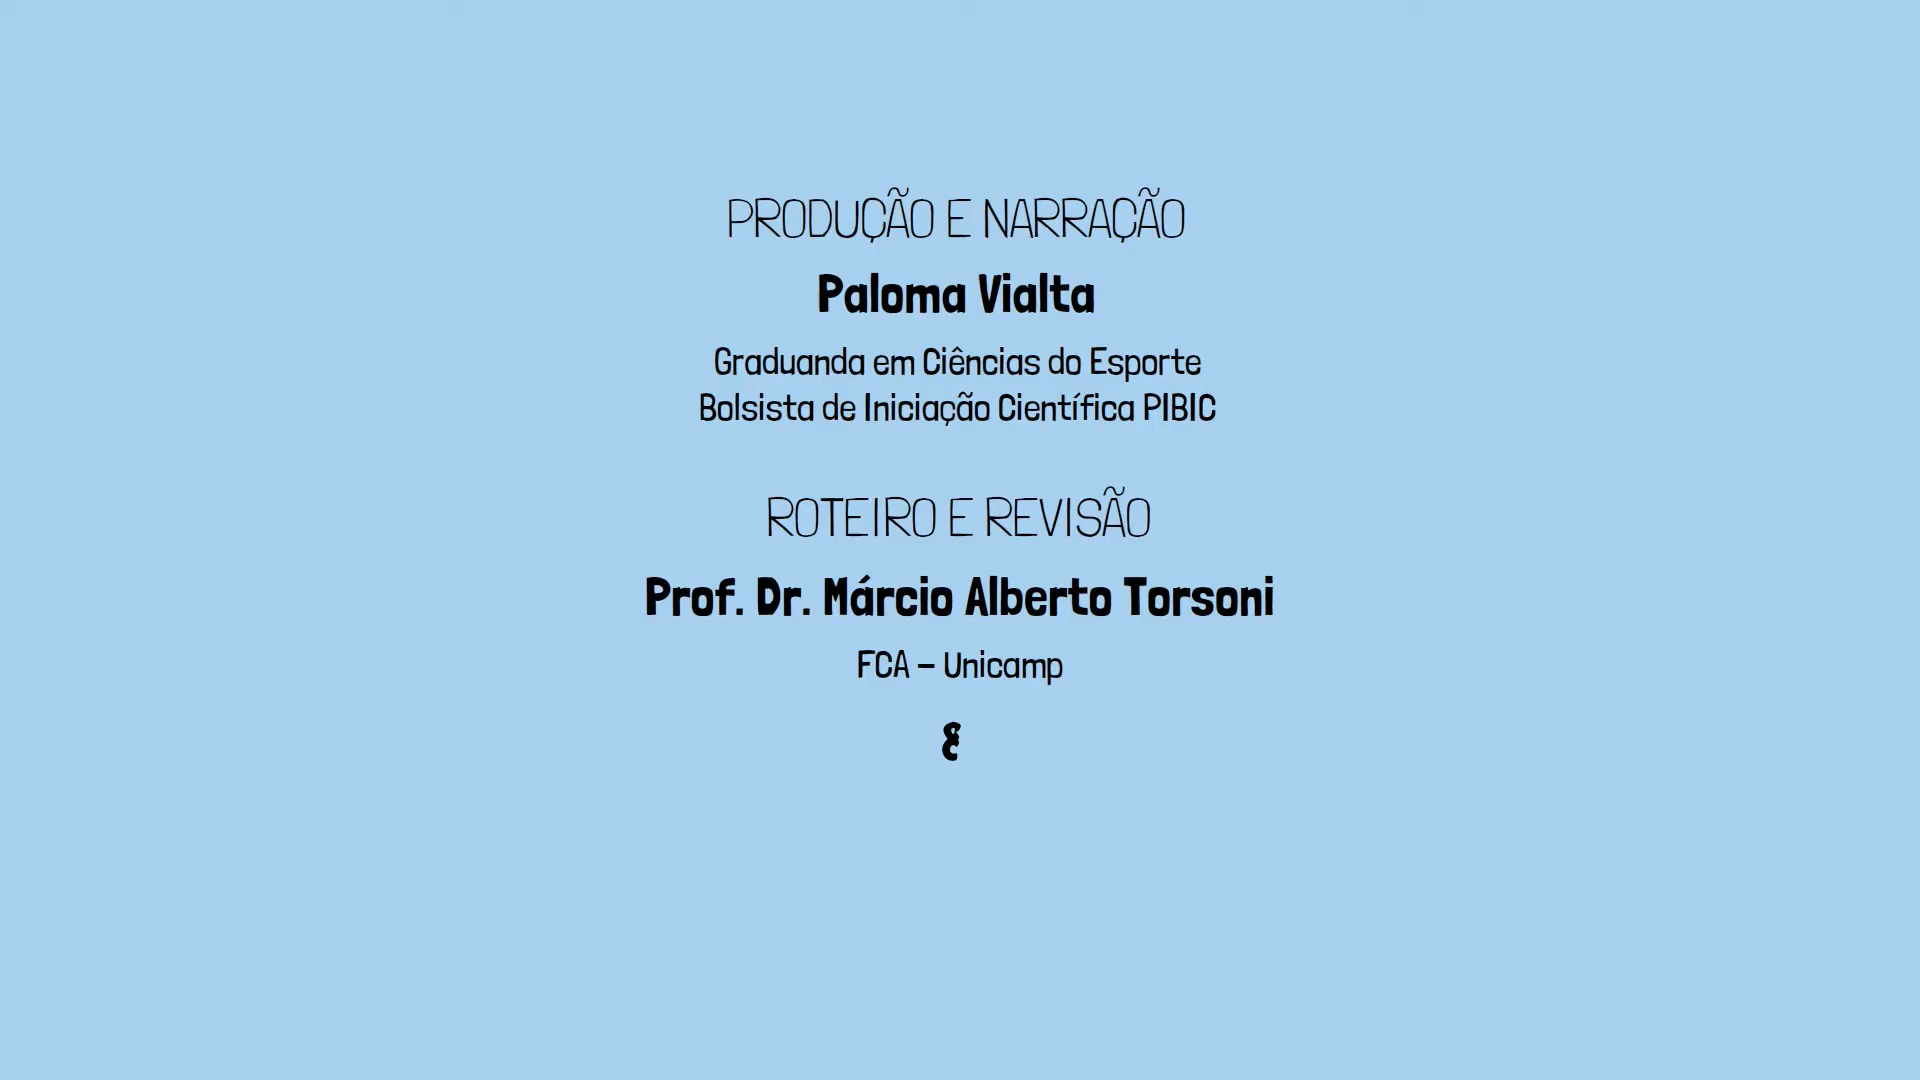 PRODUÇÃO E NARRAÇÃO
Paloma Vialta
Graduanda em Ciências do Esporte
Bolsista de Iniciação Científica PIBIC
ROTEIRO E REVISÃO
Prof. Dr. Márcio Alberto Torsoni
FCA – Unicamp
&